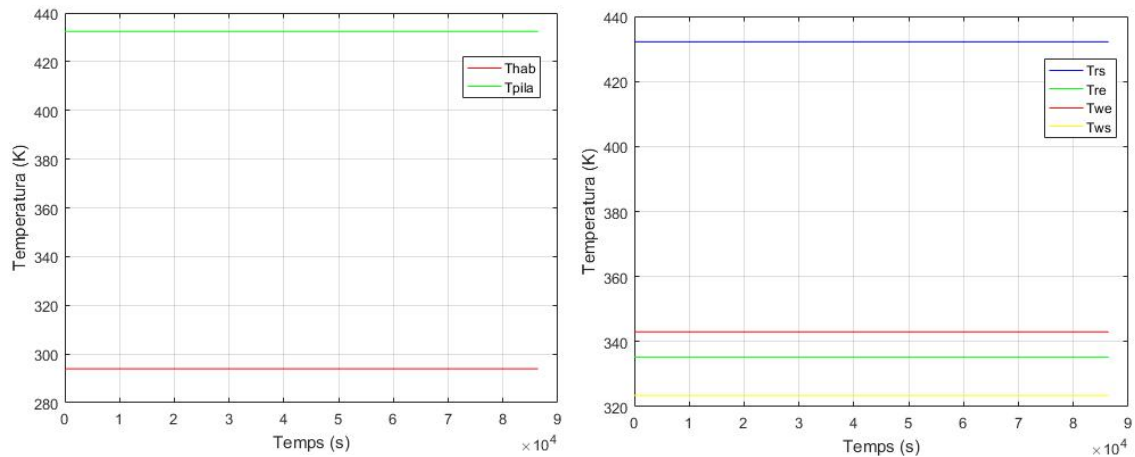 440
420
400
380
360
340
320
300
280
Temperatura (K)
Thab
Tpila
0 1 2 3 4 5 6 7 8 9
Temps (s)
×10^4
440
420
400
380
360
340
320
Temperatura (K)
Trs
Tre
Twe
Tws
0 1 2 3 4 5 6 7 8 9
Temps (s)
×10^4